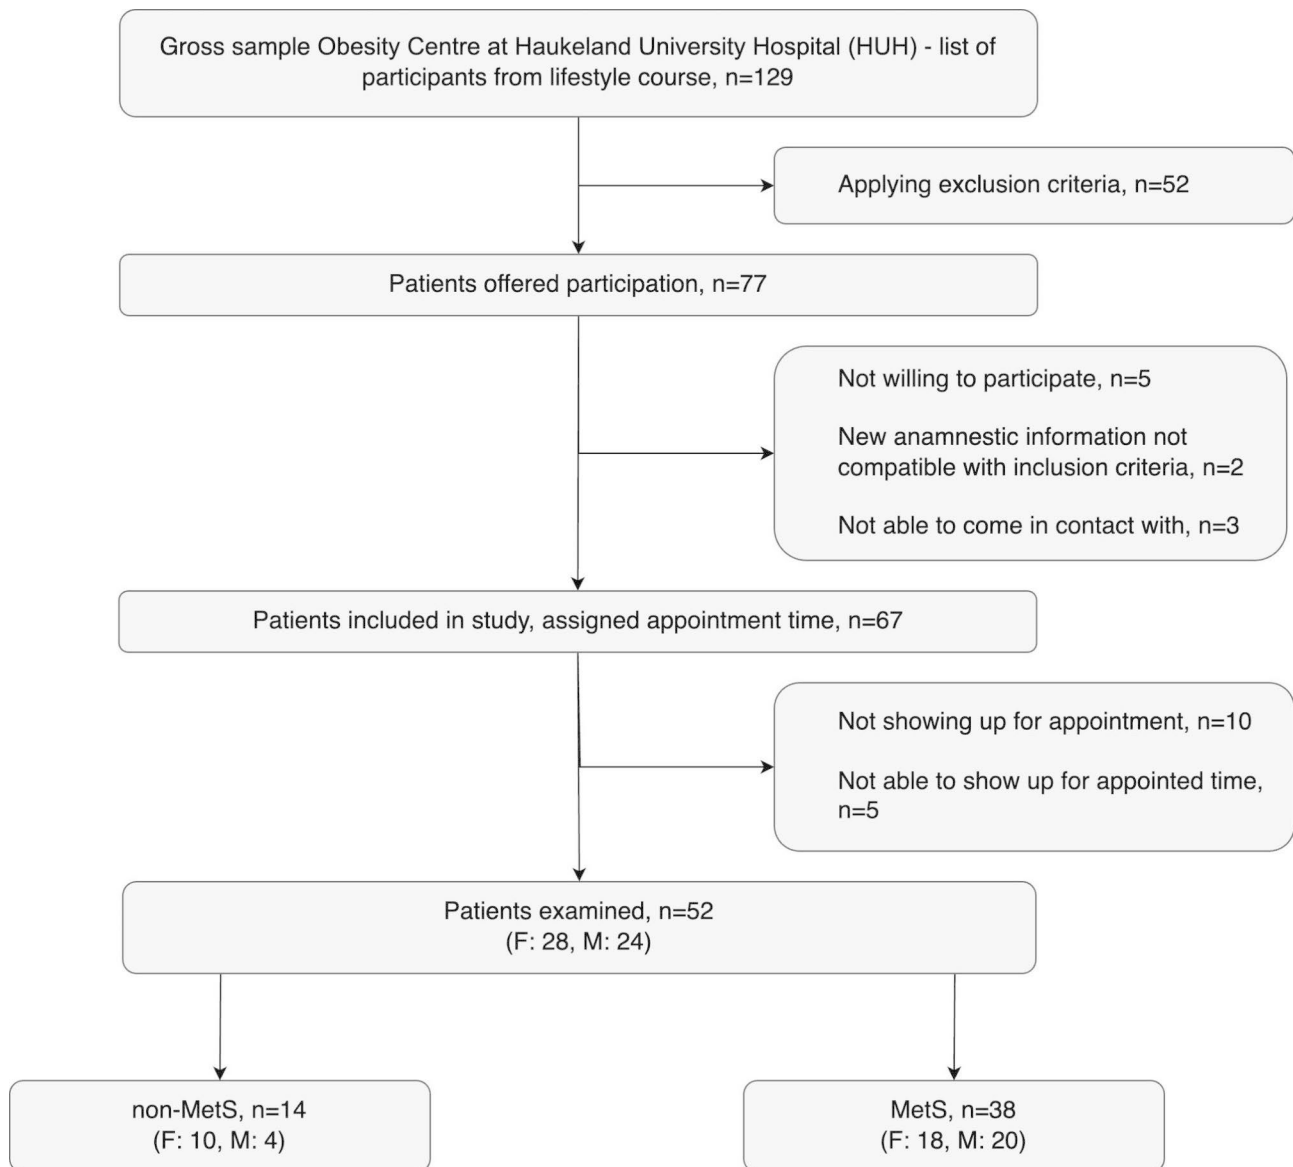 Gross sample Obesity Centre at Haukeland University Hospital (HUH) - list of
participants from lifestyle course, n=129
Applying exclusion criteria, n=52
Patients offered participation, n=77
Not willing to participate, n=5
New anamnestic information not
compatible with inclusion criteria, n=2
Not able to come in contact with, n=3
Patients included in study, assigned appointment time, n=67
Not showing up for appointment, n=10
Not able to show up for appointed time,
n=5
Patients examined, n=52
(F: 28, M: 24)
non-MetS, n=14
(F: 10, M: 4)
MetS, n=38
(F: 18, M: 20)